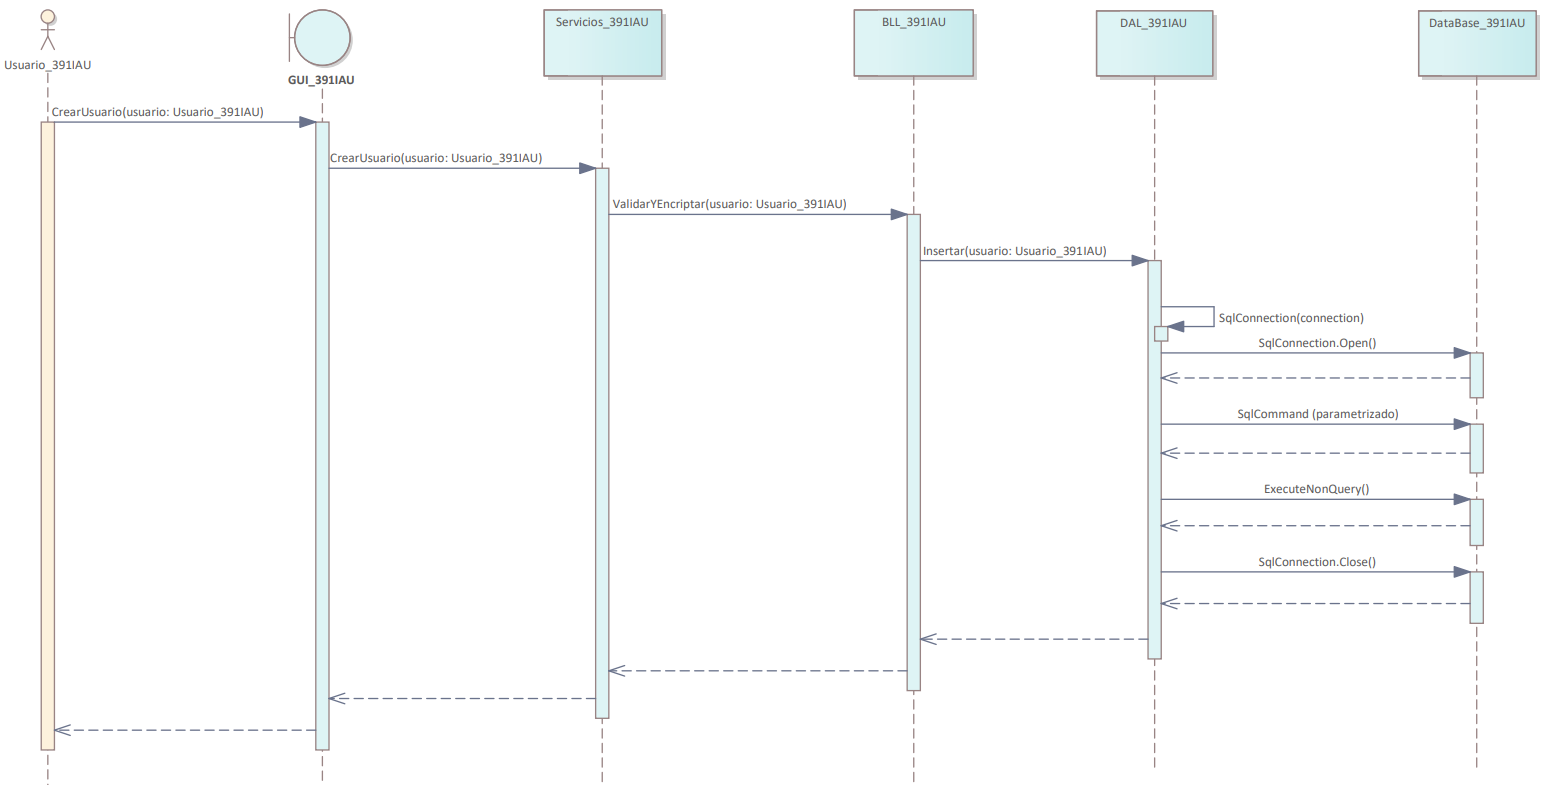 Usuario_391IAU
GUI_391IAU
Servicios_391IAU
BLL_391IAU
DAL_391IAU
DataBase_391IAU
CrearUsuario(usuario: Usuario_391IAU)
CrearUsuario(usuario: Usuario_391IAU)
ValidarYEncriptar(usuario: Usuario_391IAU)
Insertar(usuario: Usuario_391IAU)
SqlConnection(connection)
SqlConnection.Open()
SqlCommand (parametrizado)
ExecuteNonQuery()
SqlConnection.Close()